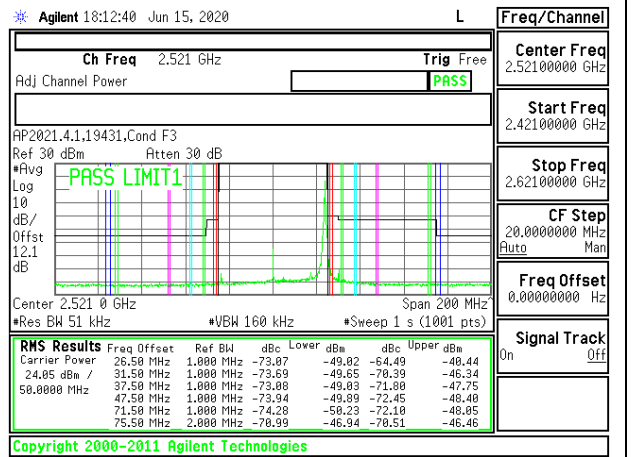 Agilent 18:12:40 Jun 15, 2020 L
Freq/Channel
Ch Freq 2.521 GHz Trig Free
Adj Channel Power PASS
Center Freq
2.52100000 GHz
Start Freq
2.42100000 GHz
Stop Freq
2.62100000 GHz
CF Step
20.0000000 MHz
Auto Man
Freq Offset
0.00000000 Hz
Signal Track
On Off
AP2021.4.1,19431,Cond F3
Ref 30 dBm Atten 30 dB
#Avg
Log
10
dB/
Offst
12.1
dB
PASS LIMIT1
Center 2.521 0 GHz Span 200 MHz^
#Res BW 51 kHz #VBW 160 kHz #Sweep 1 s (1001 pts)
RMS Results Freq Offset Ref BW dBc Lower dBm dBc Upper dBm
Carrier Power 26.50 MHz 1.000 MHz -73.07 -49.02 -64.49 -40.44
24.05 dBm / 31.50 MHz 1.000 MHz -73.69 -49.65 -70.39 -46.34
50.0000 MHz 37.50 MHz 1.000 MHz -73.08 -49.03 -71.80 -47.75
47.50 MHz 1.000 MHz -73.94 -49.89 -72.45 -48.40
71.50 MHz 1.000 MHz -74.28 -50.23 -72.10 -48.05
75.50 MHz 2.000 MHz -70.99 -46.94 -70.51 -46.46
Copyright 2000-2011 Agilent Technologies